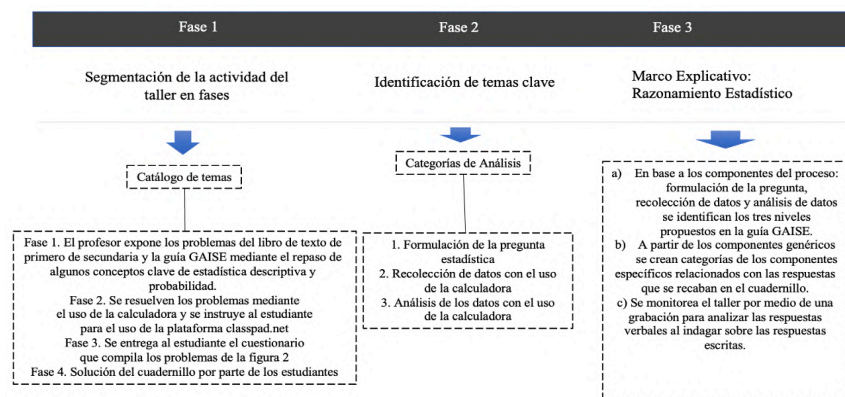 Fase 1
Fase 2
Fase 3
Segmentación de la actividad del
taller en fases
Identificación de temas clave
Marco Explicativo:
Razonamiento Estadístico
Catálogo de temas
Categorías de Análisis
Fase 1. El profesor expone los problemas del libro de texto de
primero de secundaria y la guía GAISE mediante el repaso de
algunos conceptos clave de estadística descriptiva y
probabilidad.
Fase 2. Se resuelven los problemas mediante
el uso de la calculadora y se instruye al estudiante
para el uso de la plataforma classpad.net
Fase 3. Se entrega al estudiante el cuestionario
que compila los problemas de la figura 2
Fase 4. Solución del cuadernillo por parte de los estudiantes
1. Formulación de la pregunta
estadística
2. Recolección de datos con el uso
de la calculadora
3. Análisis de los datos con el uso
de la calculadora
a) En base a los componentes del proceso:
formulación de la pregunta,
recolección de datos y análisis de datos
se identifican los tres niveles
propuestos en la guía GAISE.
b) A partir de los componentes genéricos
se crean categorías de los componentes
específicos relacionados con las respuestas
que se recaban en el cuadernillo.
c) Se monitorea el taller por medio de una
grabación para analizar las respuestas
verbales al indagar sobre las respuestas
escritas.